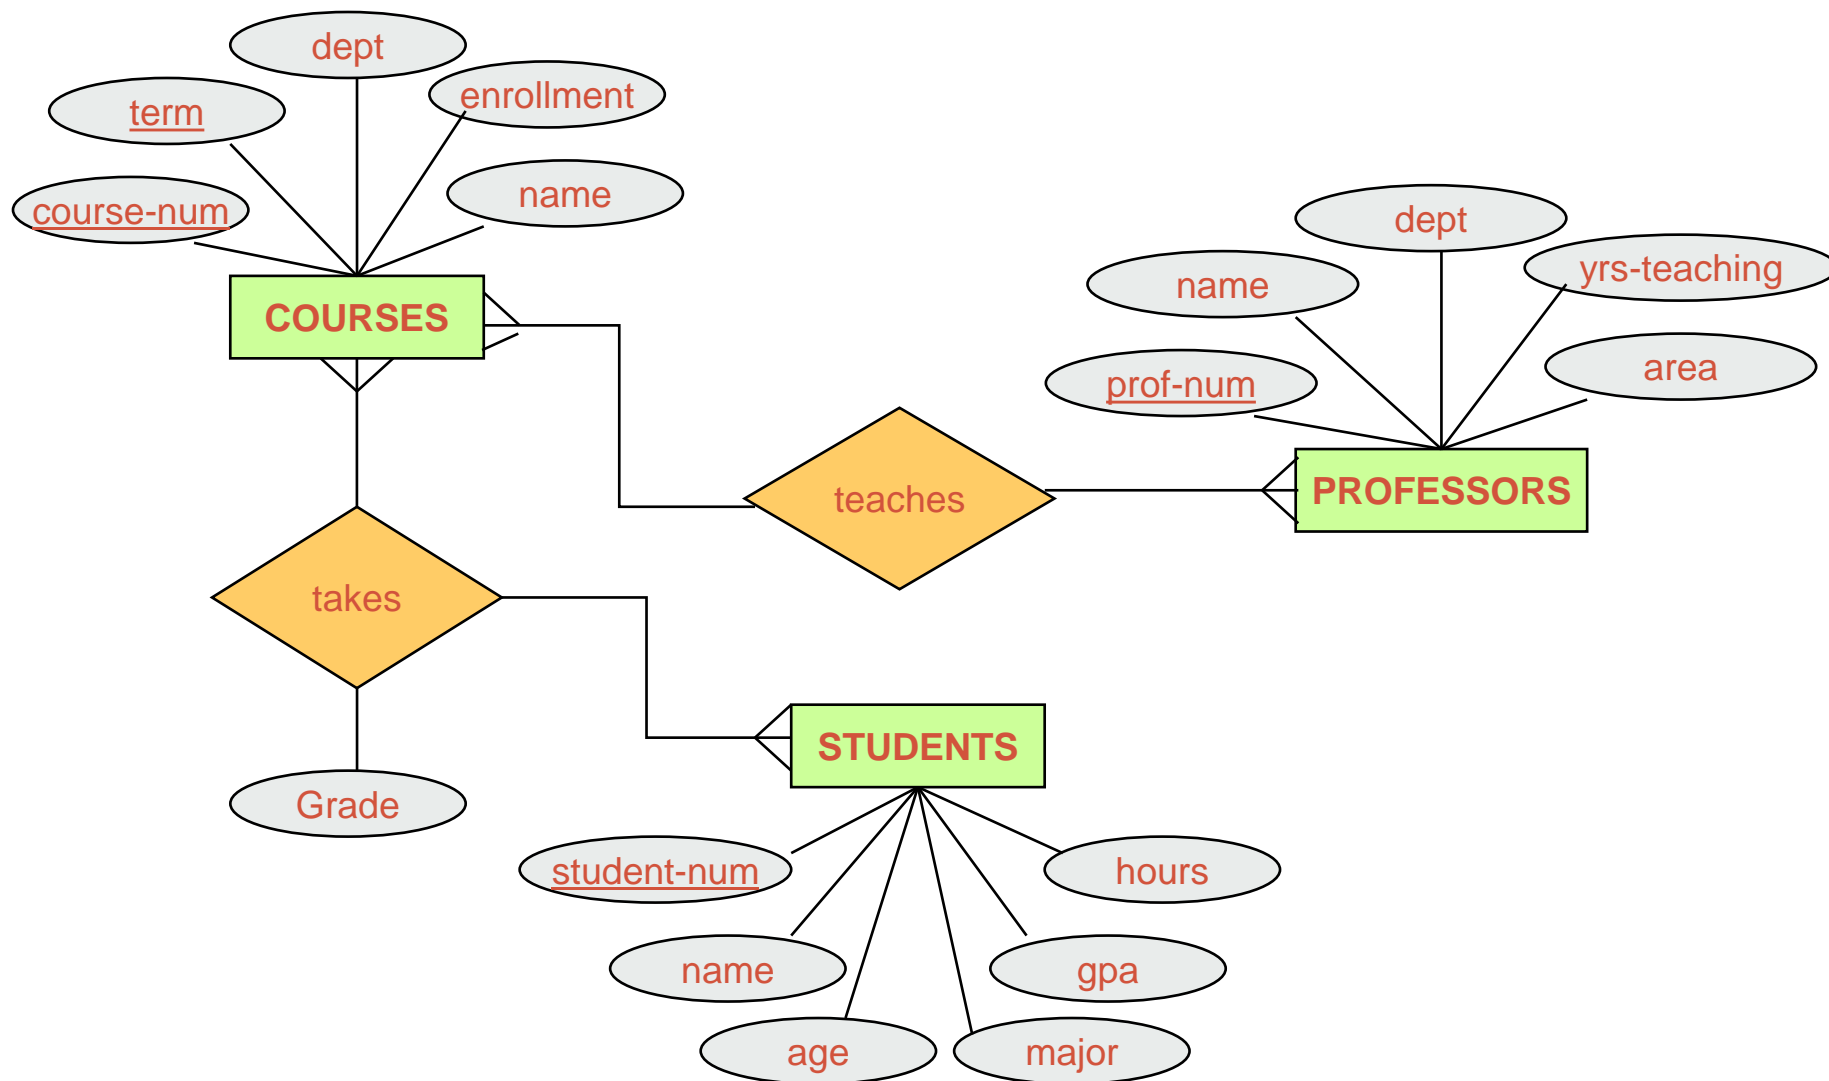 dept
enrollment
term
name
course-num
COURSES
dept
yrs-teaching
name
area
prof-num
PROFESSORS
teaches
takes
STUDENTS
Grade
student-num
hours
name
gpa
age
major